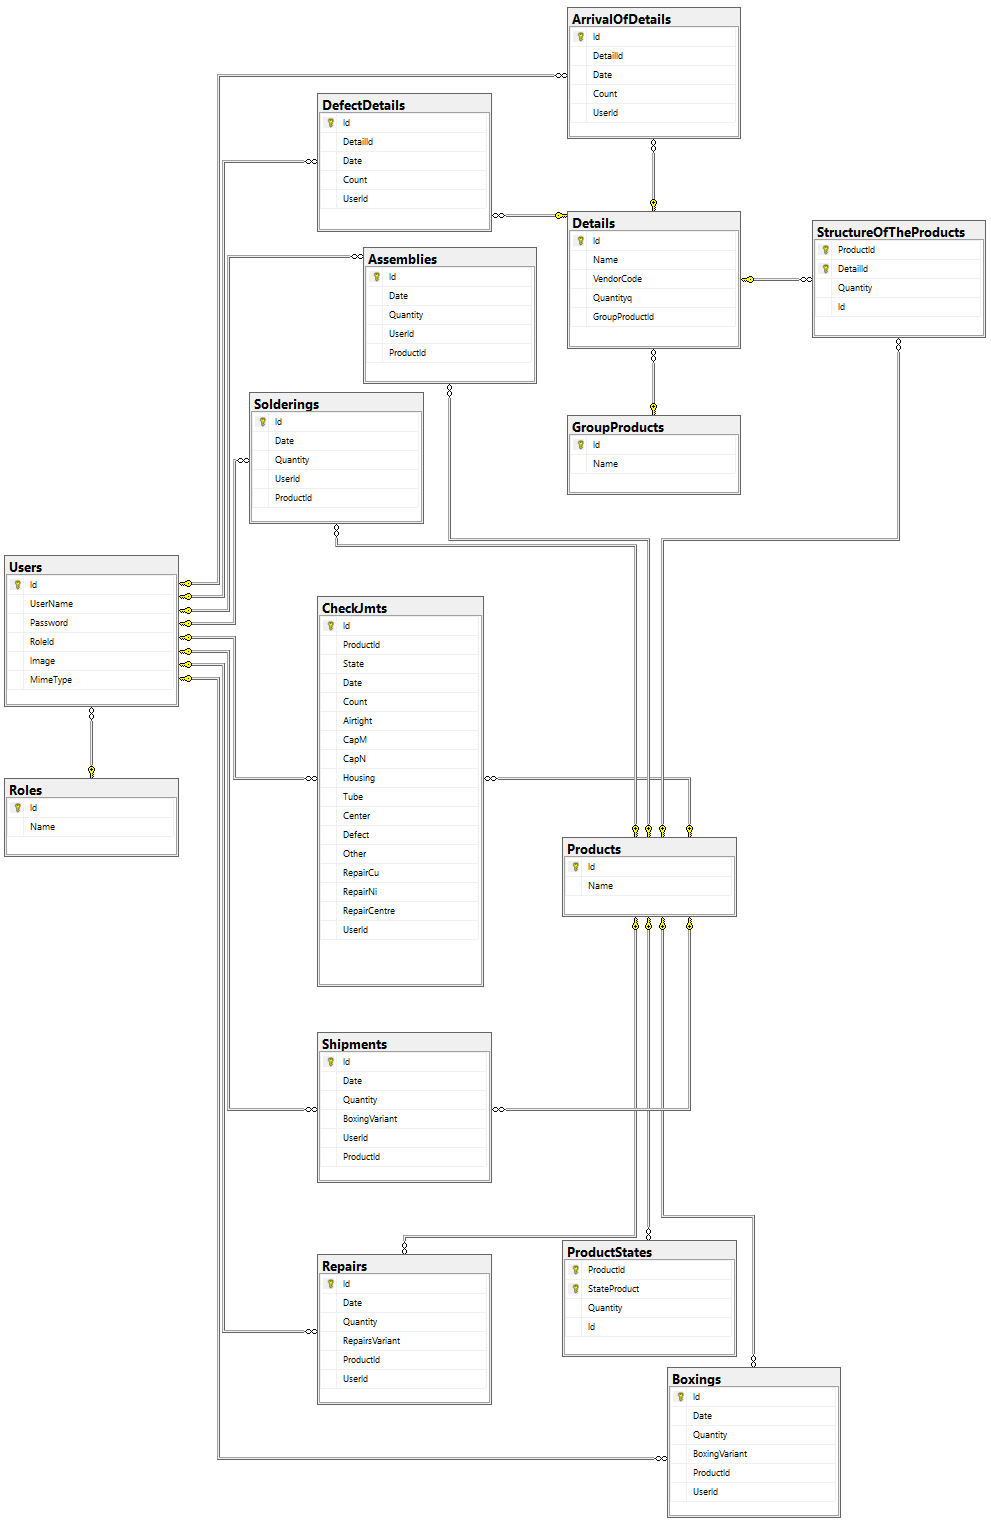 ArrivalOfDetails
Id
DetailId
Date
Count
UserId
DefectDetails
Id
DetailId
Date
Count
UserId
Details
Id
Name
VendorCode
Quantityq
GroupProductId
StructureOfTheProducts
ProductId
DetailId
Quantity
Id
Assemblies
Id
Date
Quantity
UserId
ProductId
Solderings
Id
Date
Quantity
UserId
ProductId
GroupProducts
Id
Name
Users
Id
UserName
Password
RoleId
Image
MimeType
Roles
Id
Name
CheckJmts
Id
ProductId
State
Date
Count
Airtight
CapM
CapN
Housing
Tube
Center
Defect
Other
RepairCu
RepairNi
RepairCentre
UserId
Products
Id
Name
Shipments
Id
Date
Quantity
BoxingVariant
UserId
ProductId
Repairs
Id
Date
Quantity
RepairsVariant
ProductId
UserId
ProductStates
ProductId
StateProduct
Quantity
Id
Boxings
Id
Date
Quantity
BoxingVariant
ProductId
UserId